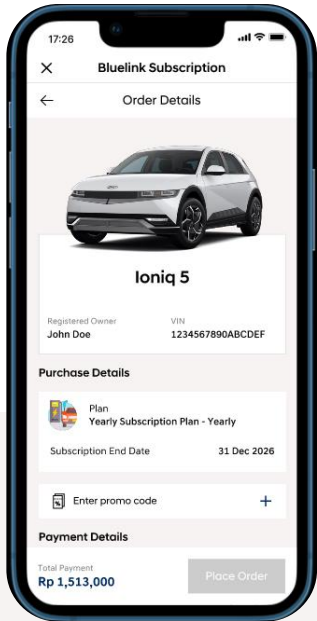 17:26
Bluelink Subscription
Order Details
Ioniq 5
Registered Owner VIN
John Doe 1234567890ABCDEF
Purchase Details
Plan
Yearly Subscription Plan - Yearly
Subscription End Date 31 Dec 2026
Enter promo code
Payment Details
Total Payment
Rp 1,513,000
Place Order